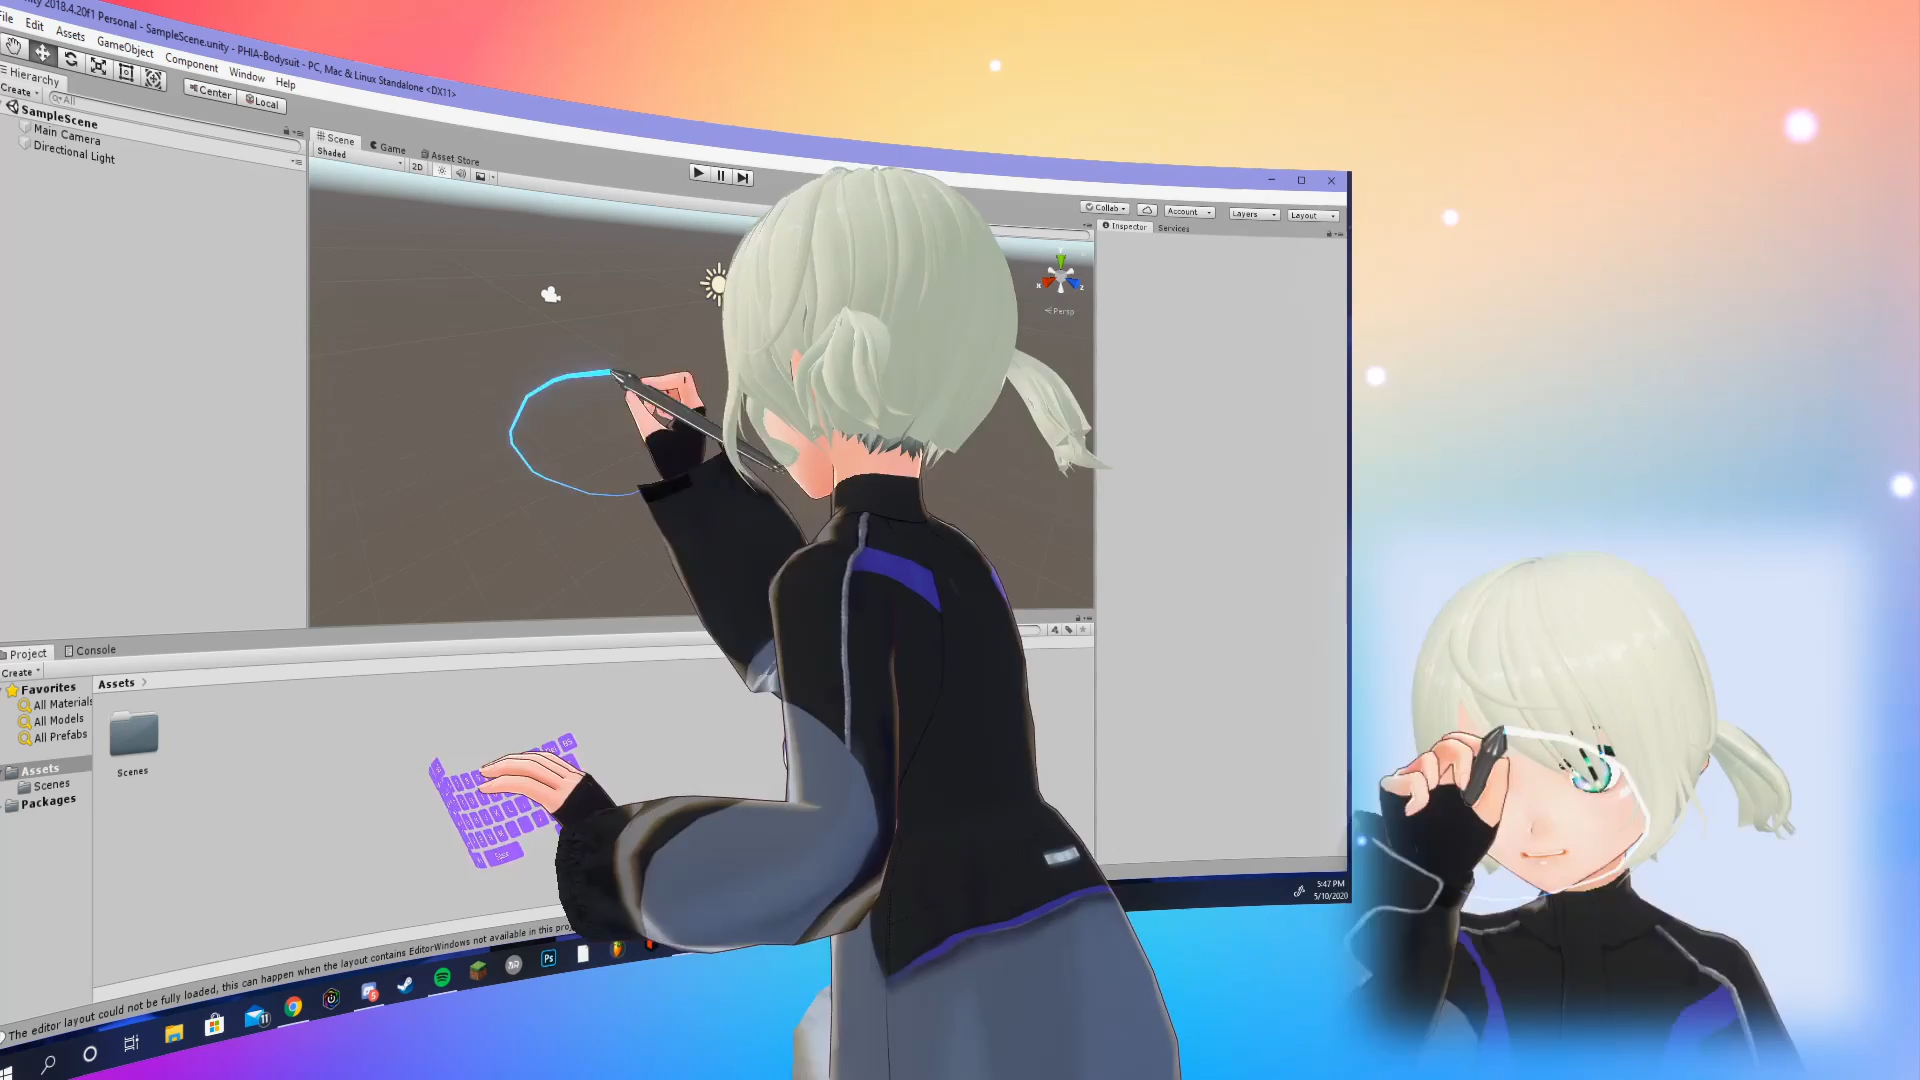 2018.4.20f1 Personal - SampleScene.unity - PHIA-Bodysuit - PC, Mac & Linux Standalone <DX11>
File Edit Assets GameObject Component Window Help
Center Local
Collab Account Layers Layout
Hierarchy
Create All
SampleScene
Main Camera
Directional Light
Scene Game Asset Store
Shaded 2D
Persp
Inspector Services
Project Console
Create
Favorites
All Materials
All Models
All Prefabs
Assets
Scenes
Packages
Assets
Scenes
BS
The editor layout could not be fully loaded, this can happen when the layout contains EditorWindows not available in this
11
Ps
5:47 PM
5/10/2020